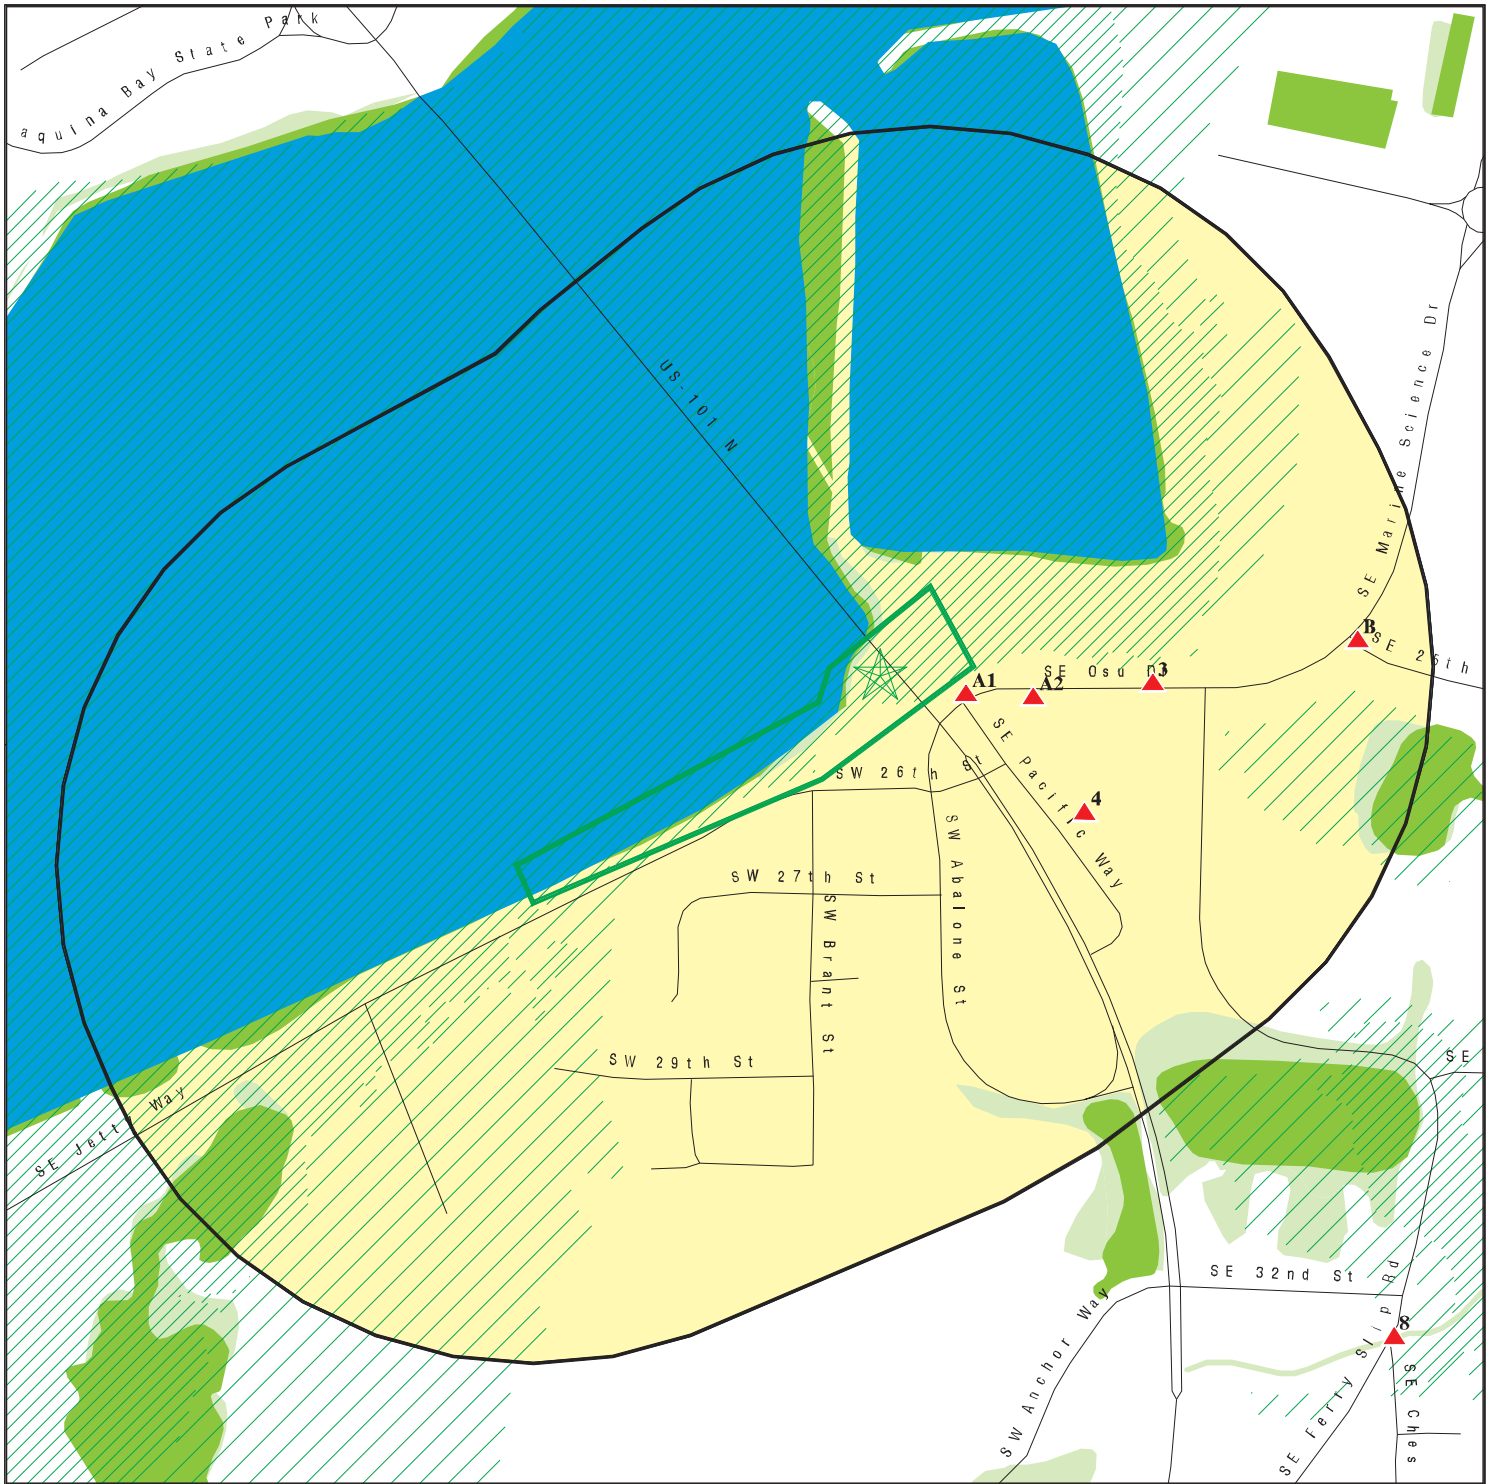 Park
aquina Bay State
US-101 N
SE Marine Science Dr
B
SE 25th
SE Osu Dr
3
A1
A2
SE Pacific Way
SW 26th St
4
SW Abalone St
SW 27th St
SW Brant St
SW 29th St
SE
SE Jetty Way
SE 32nd St
SE Ferry Slip Rd
8
SW Anchor Way
SE Ches